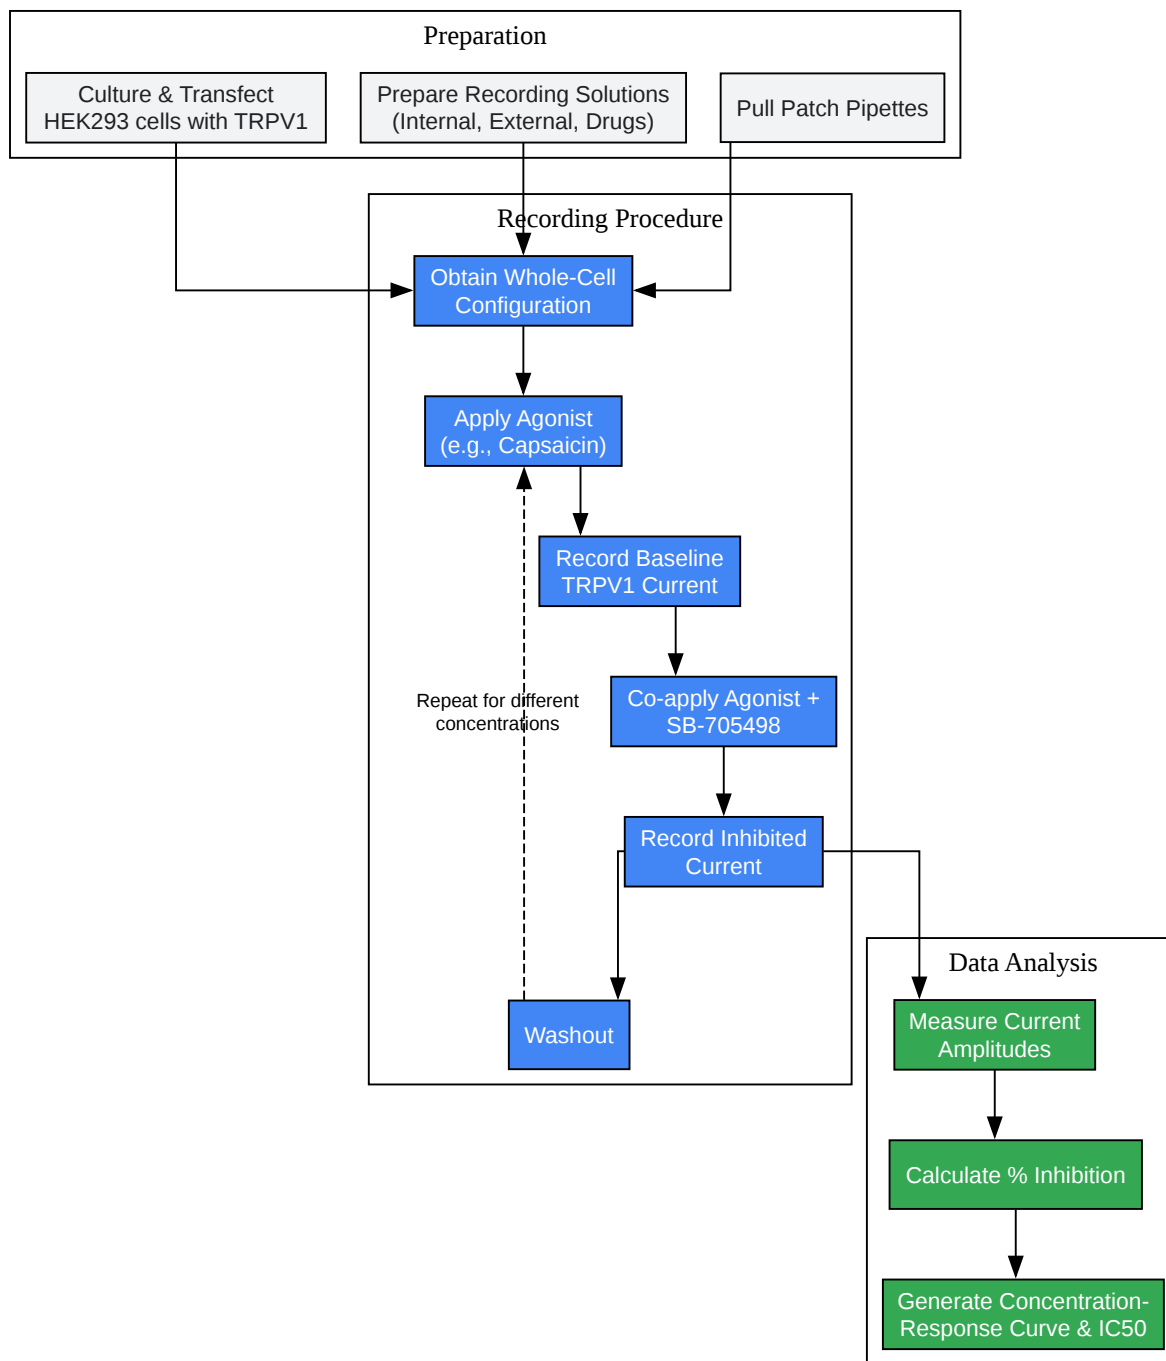 Preparation
Culture & Transfect
HEK293 cells with TRPV1
Prepare Recording Solutions
(Internal, External, Drugs)
Pull Patch Pipettes
Recording Procedure
Obtain Whole-Cell
Configuration
Apply Agonist
(e.g., Capsaicin)
Record Baseline
TRPV1 Current
Repeat for different
concentrations
Co-apply Agonist +
SB-705498
Record Inhibited
Current
Washout
Data Analysis
Measure Current
Amplitudes
Calculate % Inhibition
Generate Concentration-
Response Curve & IC50